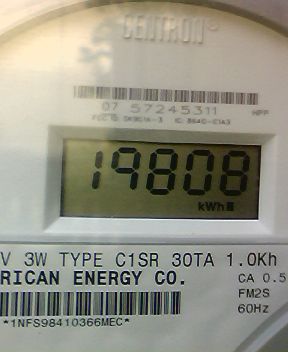 CENTRON®
07 57245311 HPP
19808
kWh
V 3W TYPE C1SR 30TA 1.0Kh
RICAN ENERGY CO. CA 0.5
FM2S
*1NFS98410366MEC* 60Hz